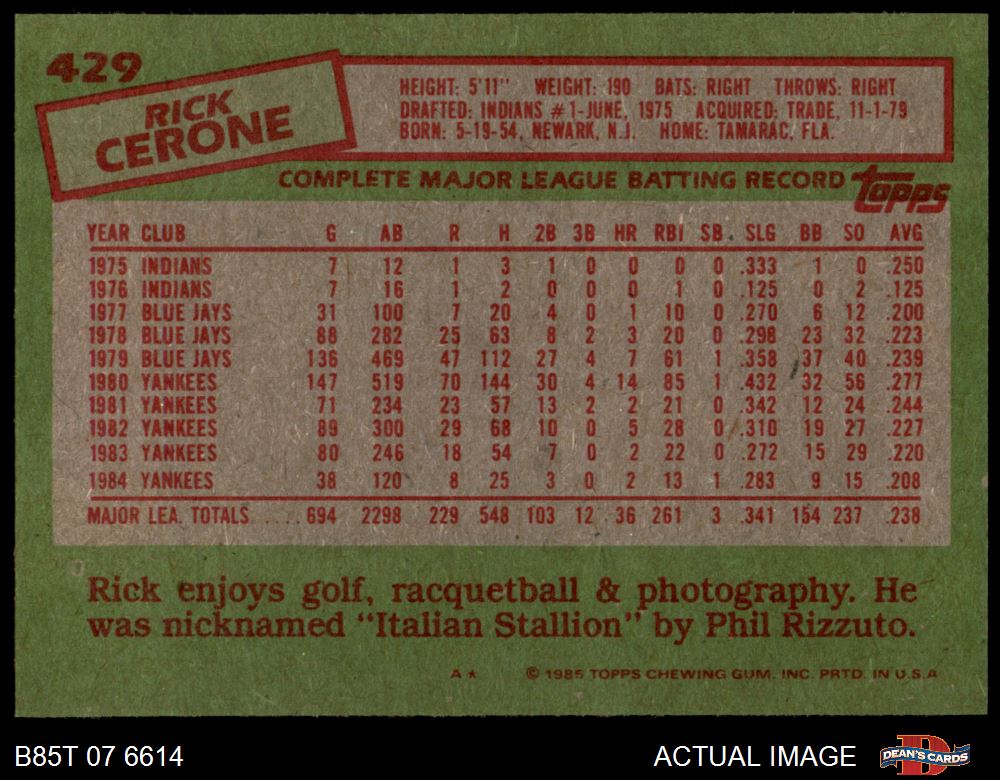 429
RICK
CERONE
HEIGHT: 5'11" WEIGHT: 190 BATS: RIGHT THROWS: RIGHT
DRAFTED: INDIANS #1-JUNE, 1975 ACQUIRED: TRADE, 11-1-79
BORN: 5-19-54, NEWARK, N.J. HOME: TAMARAC, FLA.
COMPLETE MAJOR LEAGUE BATTING RECORD topps
YEAR CLUB G AB R H 2B 3B HR RBI SB SLG BB SO AVG
1975 INDIANS 7 12 1 3 1 0 0 0 0 .333 1 0 .250
1976 INDIANS 7 16 1 2 0 0 0 1 0 .125 0 2 .125
1977 BLUE JAYS 31 100 7 20 4 0 1 10 0 .270 6 12 .200
1978 BLUE JAYS 88 282 25 63 8 2 3 20 0 .298 23 32 .223
1979 BLUE JAYS 136 469 47 112 27 4 7 61 1 .358 37 40 .239
1980 YANKEES 147 519 70 144 30 4 14 85 1 .432 32 56 .277
1981 YANKEES 71 234 23 57 13 2 2 21 0 .342 12 24 .244
1982 YANKEES 89 300 29 68 10 0 5 28 0 .310 19 27 .227
1983 YANKEES 80 246 18 54 7 0 2 22 0 .272 15 29 .220
1984 YANKEES 38 120 8 25 3 0 2 13 1 .283 9 15 .208
MAJOR LEA. TOTALS .... 694 2298 229 548 103 12 36 261 3 .341 154 237 .238
Rick enjoys golf, racquetball & photography. He
was nicknamed “Italian Stallion” by Phil Rizzuto.
A* © 1985 TOPPS CHEWING GUM, INC. PRTD. IN U.S.A
B85T 07 6614 ACTUAL IMAGE DEAN'S CARDS